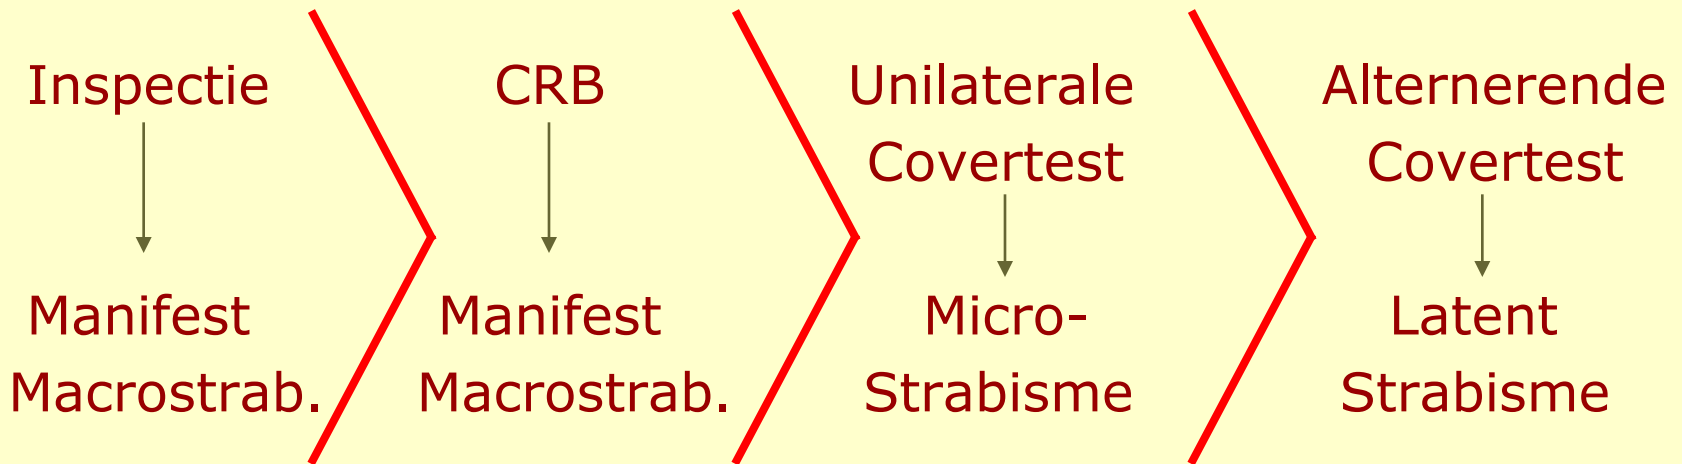 Inspectie
Manifest
Macrostrab.
CRB
Manifest
Macrostrab.
Unilaterale
Covertest
Micro-
Strabisme
Alternerende
Covertest
Latent
Strabisme